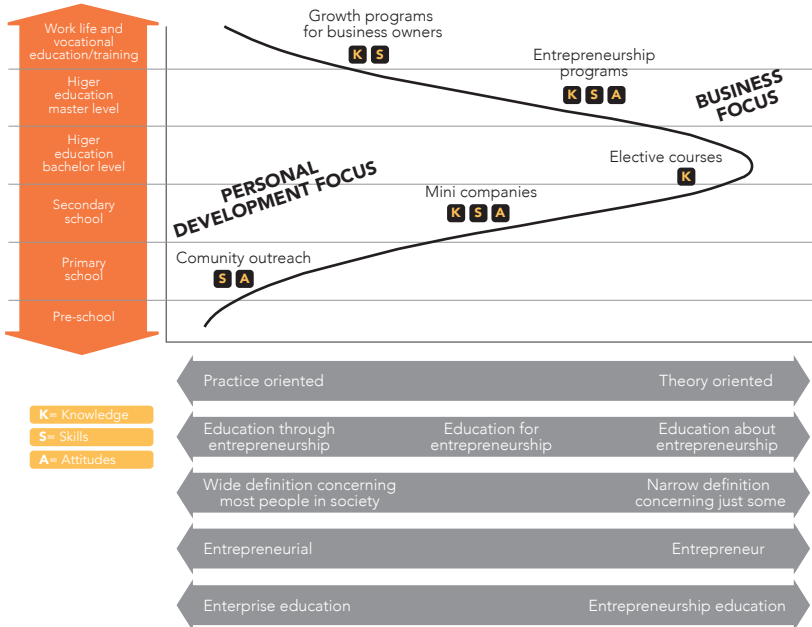 Work life and
vocational
education/training
Higer
education
master level
Higer
education
bachelor level
Secondary
school
Primary
school
Pre-school
Growth programs
for business owners
K S
Entrepreneurship
programs
K S A
BUSINESS
FOCUS
Elective courses
K
PERSONAL
DEVELOPMENT FOCUS
Mini companies
K S A
Comunity outreach
S A
K= Knowledge
S= Skills
A= Attitudes
Practice oriented
Theory oriented
Education through
entrepreneurship
Education for
entrepreneurship
Education about
entrepreneurship
Wide definition concerning
most people in society
Narrow definition
concerning just some
Entrepreneurial
Entrepreneur
Enterprise education
Entrepreneurship education